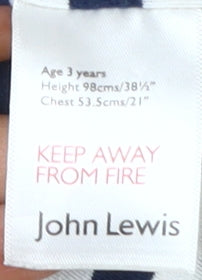 Age 3 years
Height 98cms/38½"
Chest 53.5cms/21"
KEEP AWAY
FROM FIRE
John Lewis